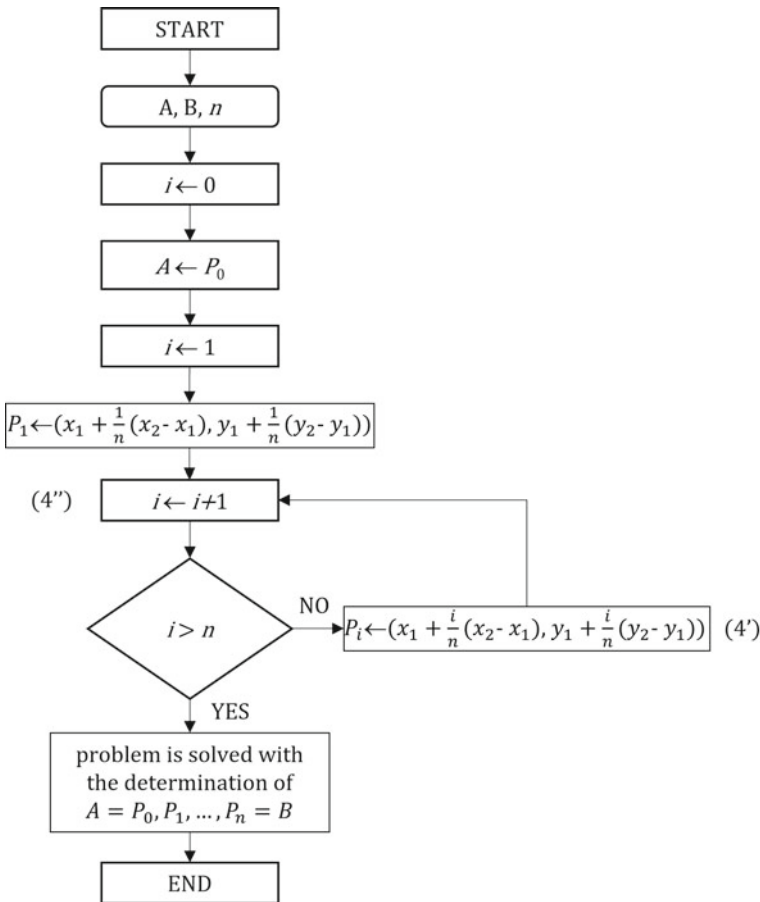 START
A, B, n
i ← 0
A ← P₀
i ← 1
P₁←(x₁ + 1/n(x₂- x₁), y₁ + 1/n(y₂- y₁))
(4'') i ← i+1
i > n
NO
Pᵢ←(x₁ + i/n(x₂- x₁), y₁ + i/n(y₂- y₁)) (4')
YES
problem is solved with
the determination of
A = P₀, P₁, ..., Pₙ = B
END